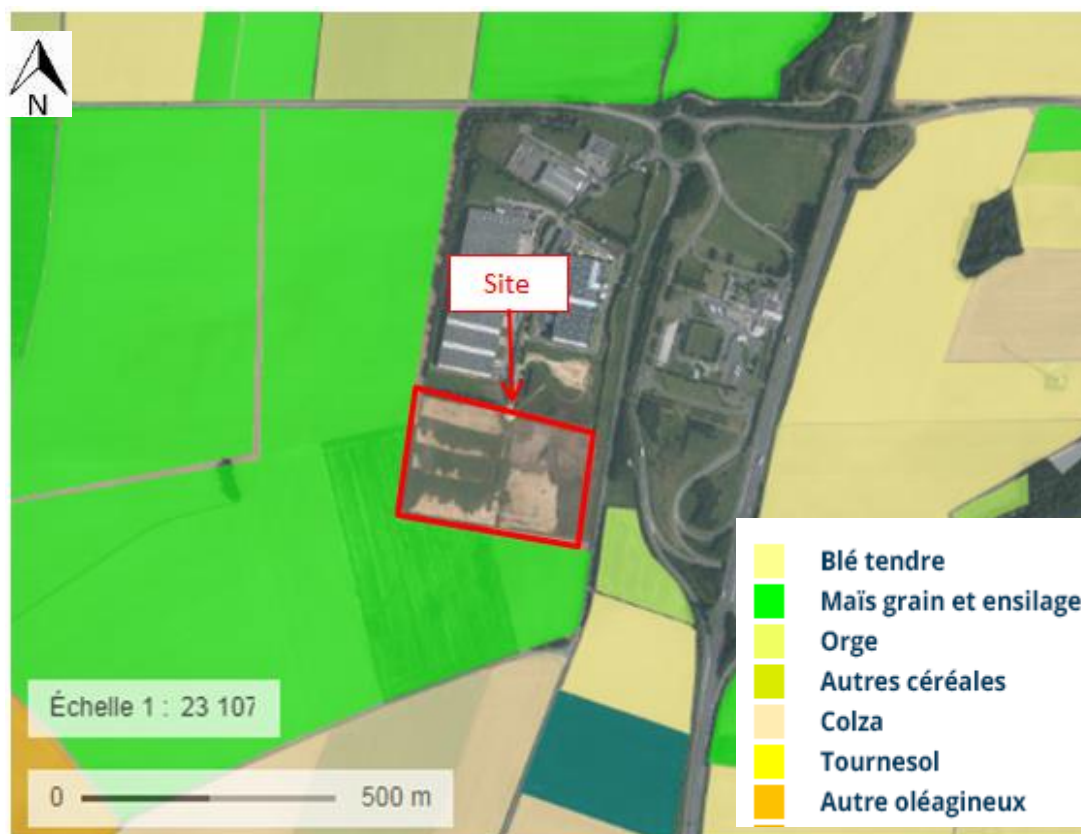 N
Site
Blé tendre
Maïs grain et ensilage
Orge
Autres céréales
Colza
Tournesol
Autre oléagineux
Échelle 1 : 23 107
0 500 m